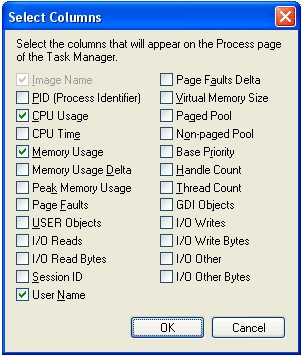 Select Columns
Select the columns that will appear on the Process page
of the Task Manager.
Image Name
PID (Process Identifier)
CPU Usage
CPU Time
Memory Usage
Memory Usage Delta
Peak Memory Usage
Page Faults
USER Objects
I/O Reads
I/O Read Bytes
Session ID
User Name
Page Faults Delta
Virtual Memory Size
Paged Pool
Non-paged Pool
Base Priority
Handle Count
Thread Count
GDI Objects
I/O Writes
I/O Write Bytes
I/O Other
I/O Other Bytes
OK
Cancel